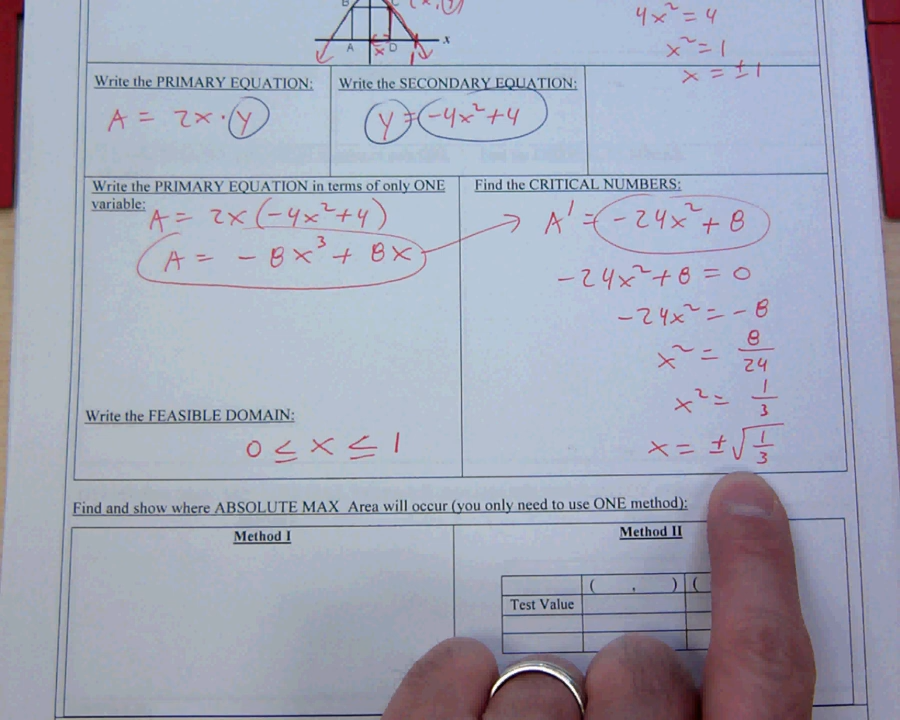 B C (x, y)
A x D 1 x
4x² = 4
x² = 1
x = ±1
Write the PRIMARY EQUATION:
A = 2x · y
Write the SECONDARY EQUATION:
y = -4x² + 4
Write the PRIMARY EQUATION in terms of only ONE
variable:
A = 2x(-4x² + 4)
A = -8x³ + 8x
Find the CRITICAL NUMBERS:
A' = -24x² + 8
-24x² + 8 = 0
-24x² = -8
x² = 8/24
x² = 1/3
x = ±√(1/3)
Write the FEASIBLE DOMAIN:
0 ≤ x ≤ 1
Find and show where ABSOLUTE MAX Area will occur (you only need to use ONE method):
Method I
Method II
( , ) (
Test Value